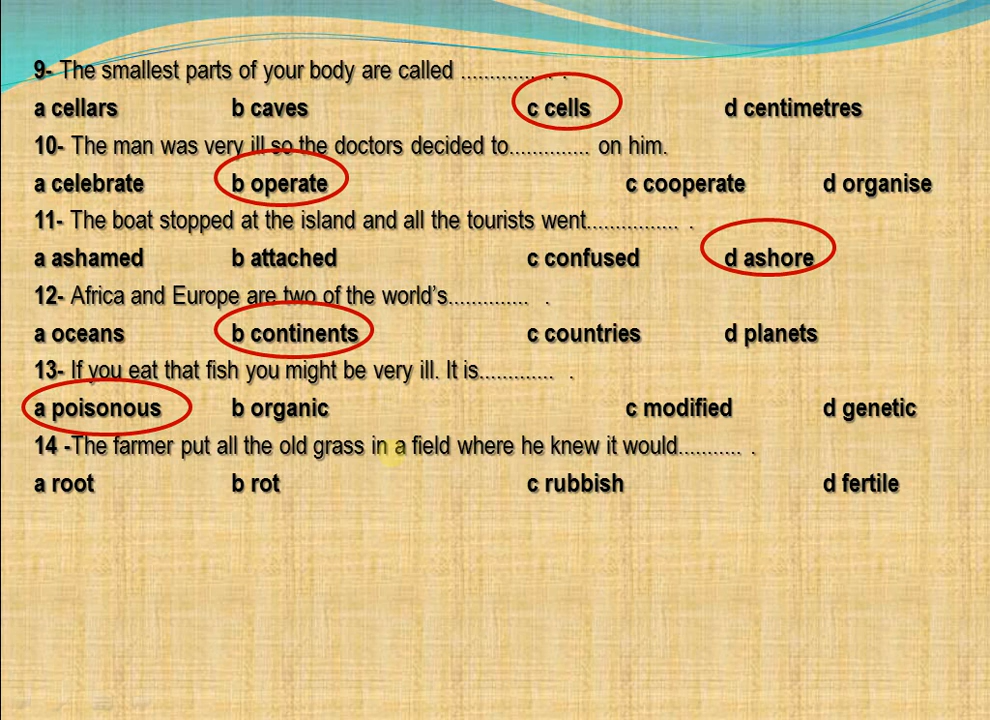 9- The smallest parts of your body are called ................ .
a cellars b caves c cells d centimetres
10- The man was very ill so the doctors decided to.............. on him.
a celebrate b operate c cooperate d organise
11- The boat stopped at the island and all the tourists went................ .
a ashamed b attached c confused d ashore
12- Africa and Europe are two of the world's.............. .
a oceans b continents c countries d planets
13- If you eat that fish you might be very ill. It is............. .
a poisonous b organic c modified d genetic
14 -The farmer put all the old grass in a field where he knew it would........... .
a root b rot c rubbish d fertile